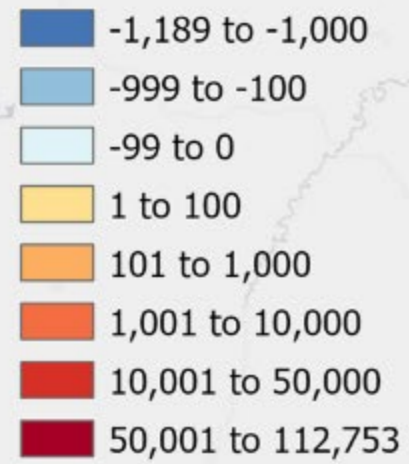 -1,189 to -1,000
-999 to -100
-99 to 0
1 to 100
101 to 1,000
1,001 to 10,000
10,001 to 50,000
50,001 to 112,753